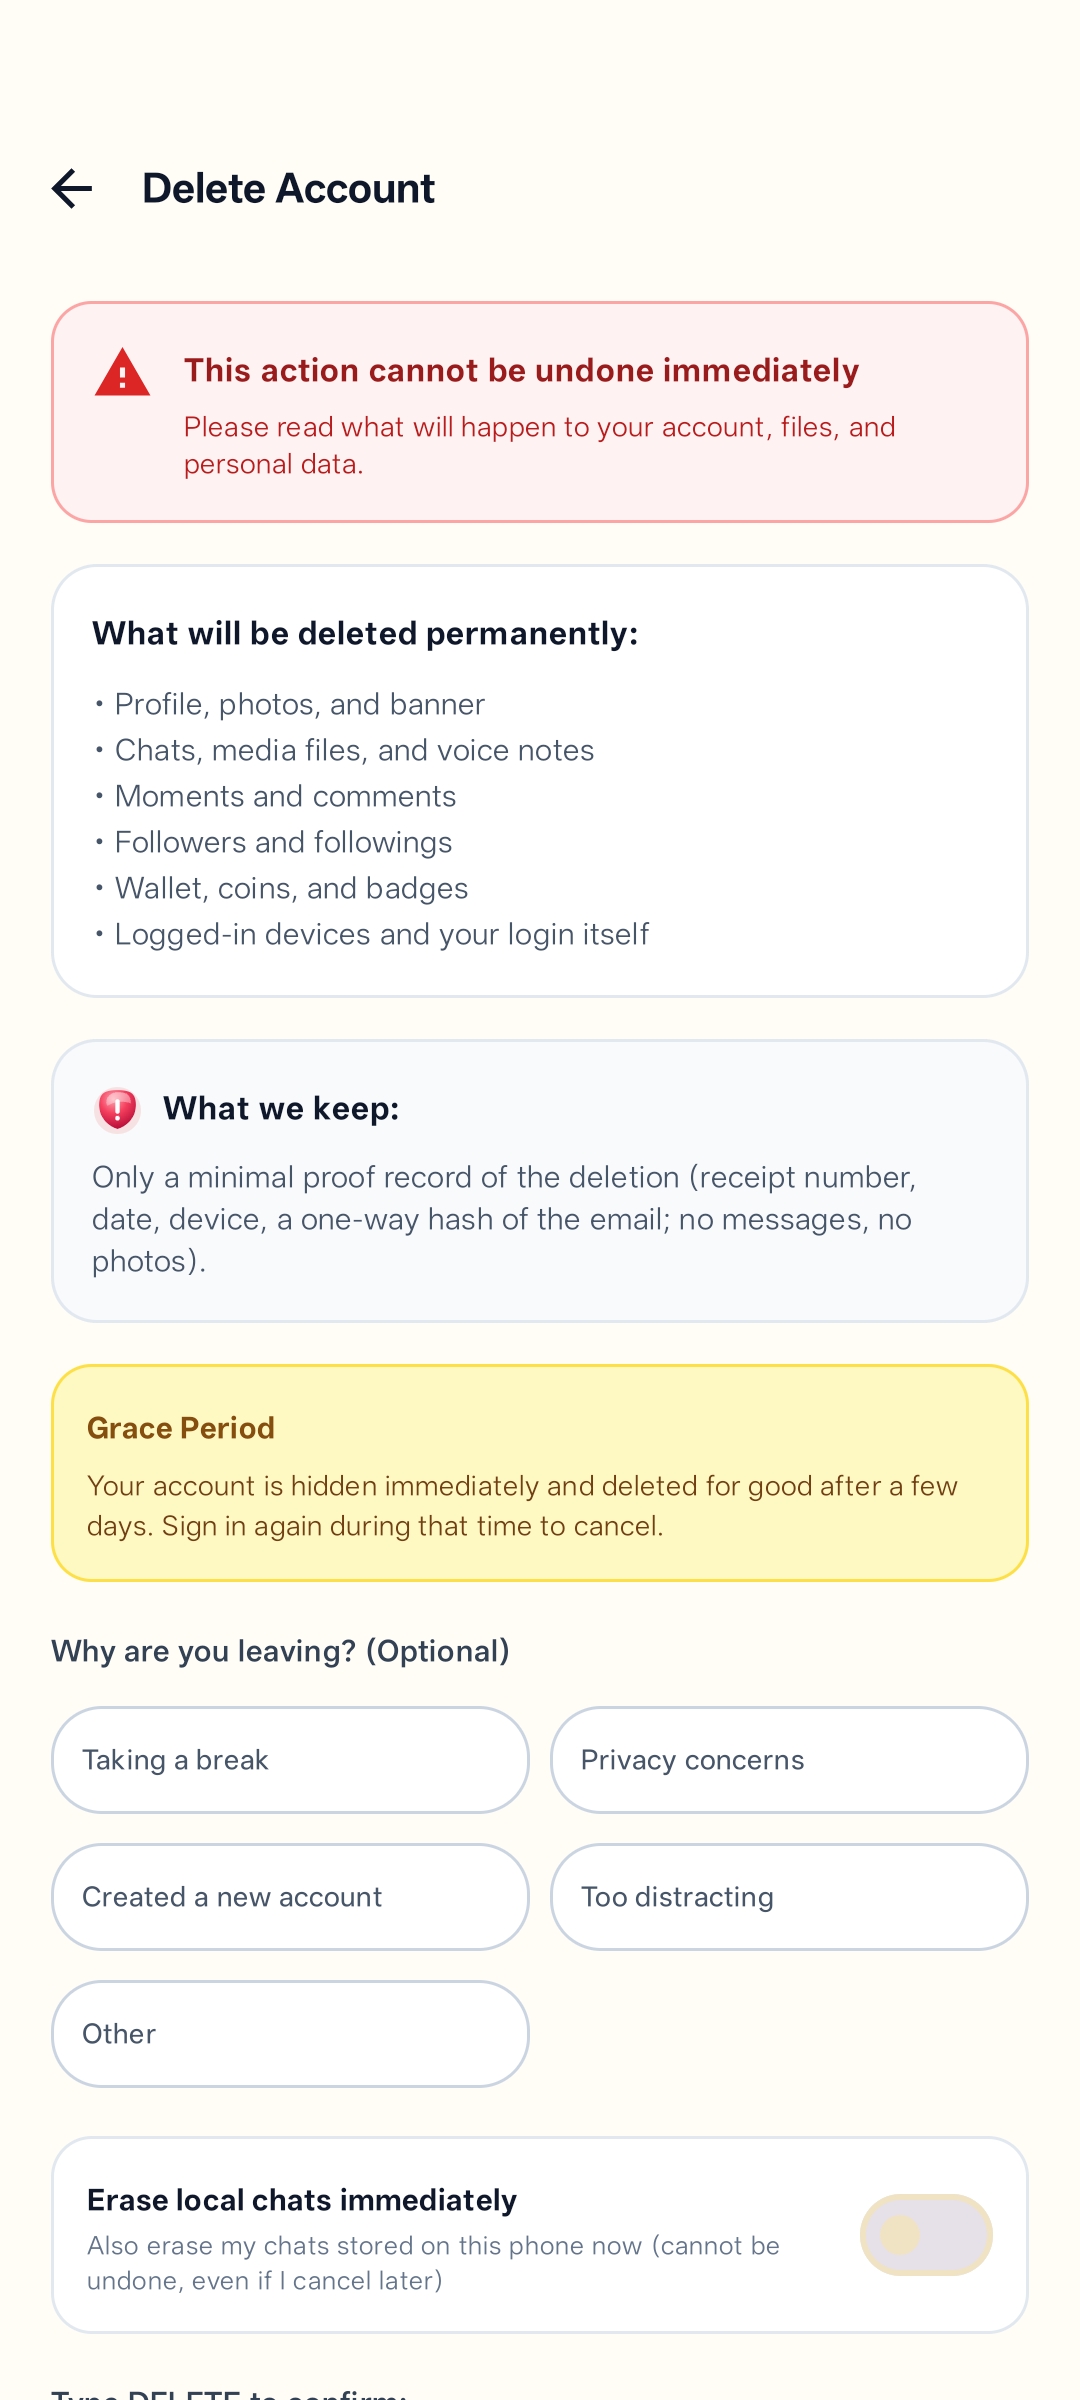 Delete Account
This action cannot be undone immediately
Please read what will happen to your account, files, and
personal data.
What will be deleted permanently:
• Profile, photos, and banner
• Chats, media files, and voice notes
• Moments and comments
• Followers and followings
• Wallet, coins, and badges
• Logged-in devices and your login itself
What we keep:
Only a minimal proof record of the deletion (receipt number,
date, device, a one-way hash of the email; no messages, no
photos).
Grace Period
Your account is hidden immediately and deleted for good after a few
days. Sign in again during that time to cancel.
Why are you leaving? (Optional)
Taking a break
Privacy concerns
Created a new account
Too distracting
Other
Erase local chats immediately
Also erase my chats stored on this phone now (cannot be
undone, even if I cancel later)
Type DELETE to confirm: